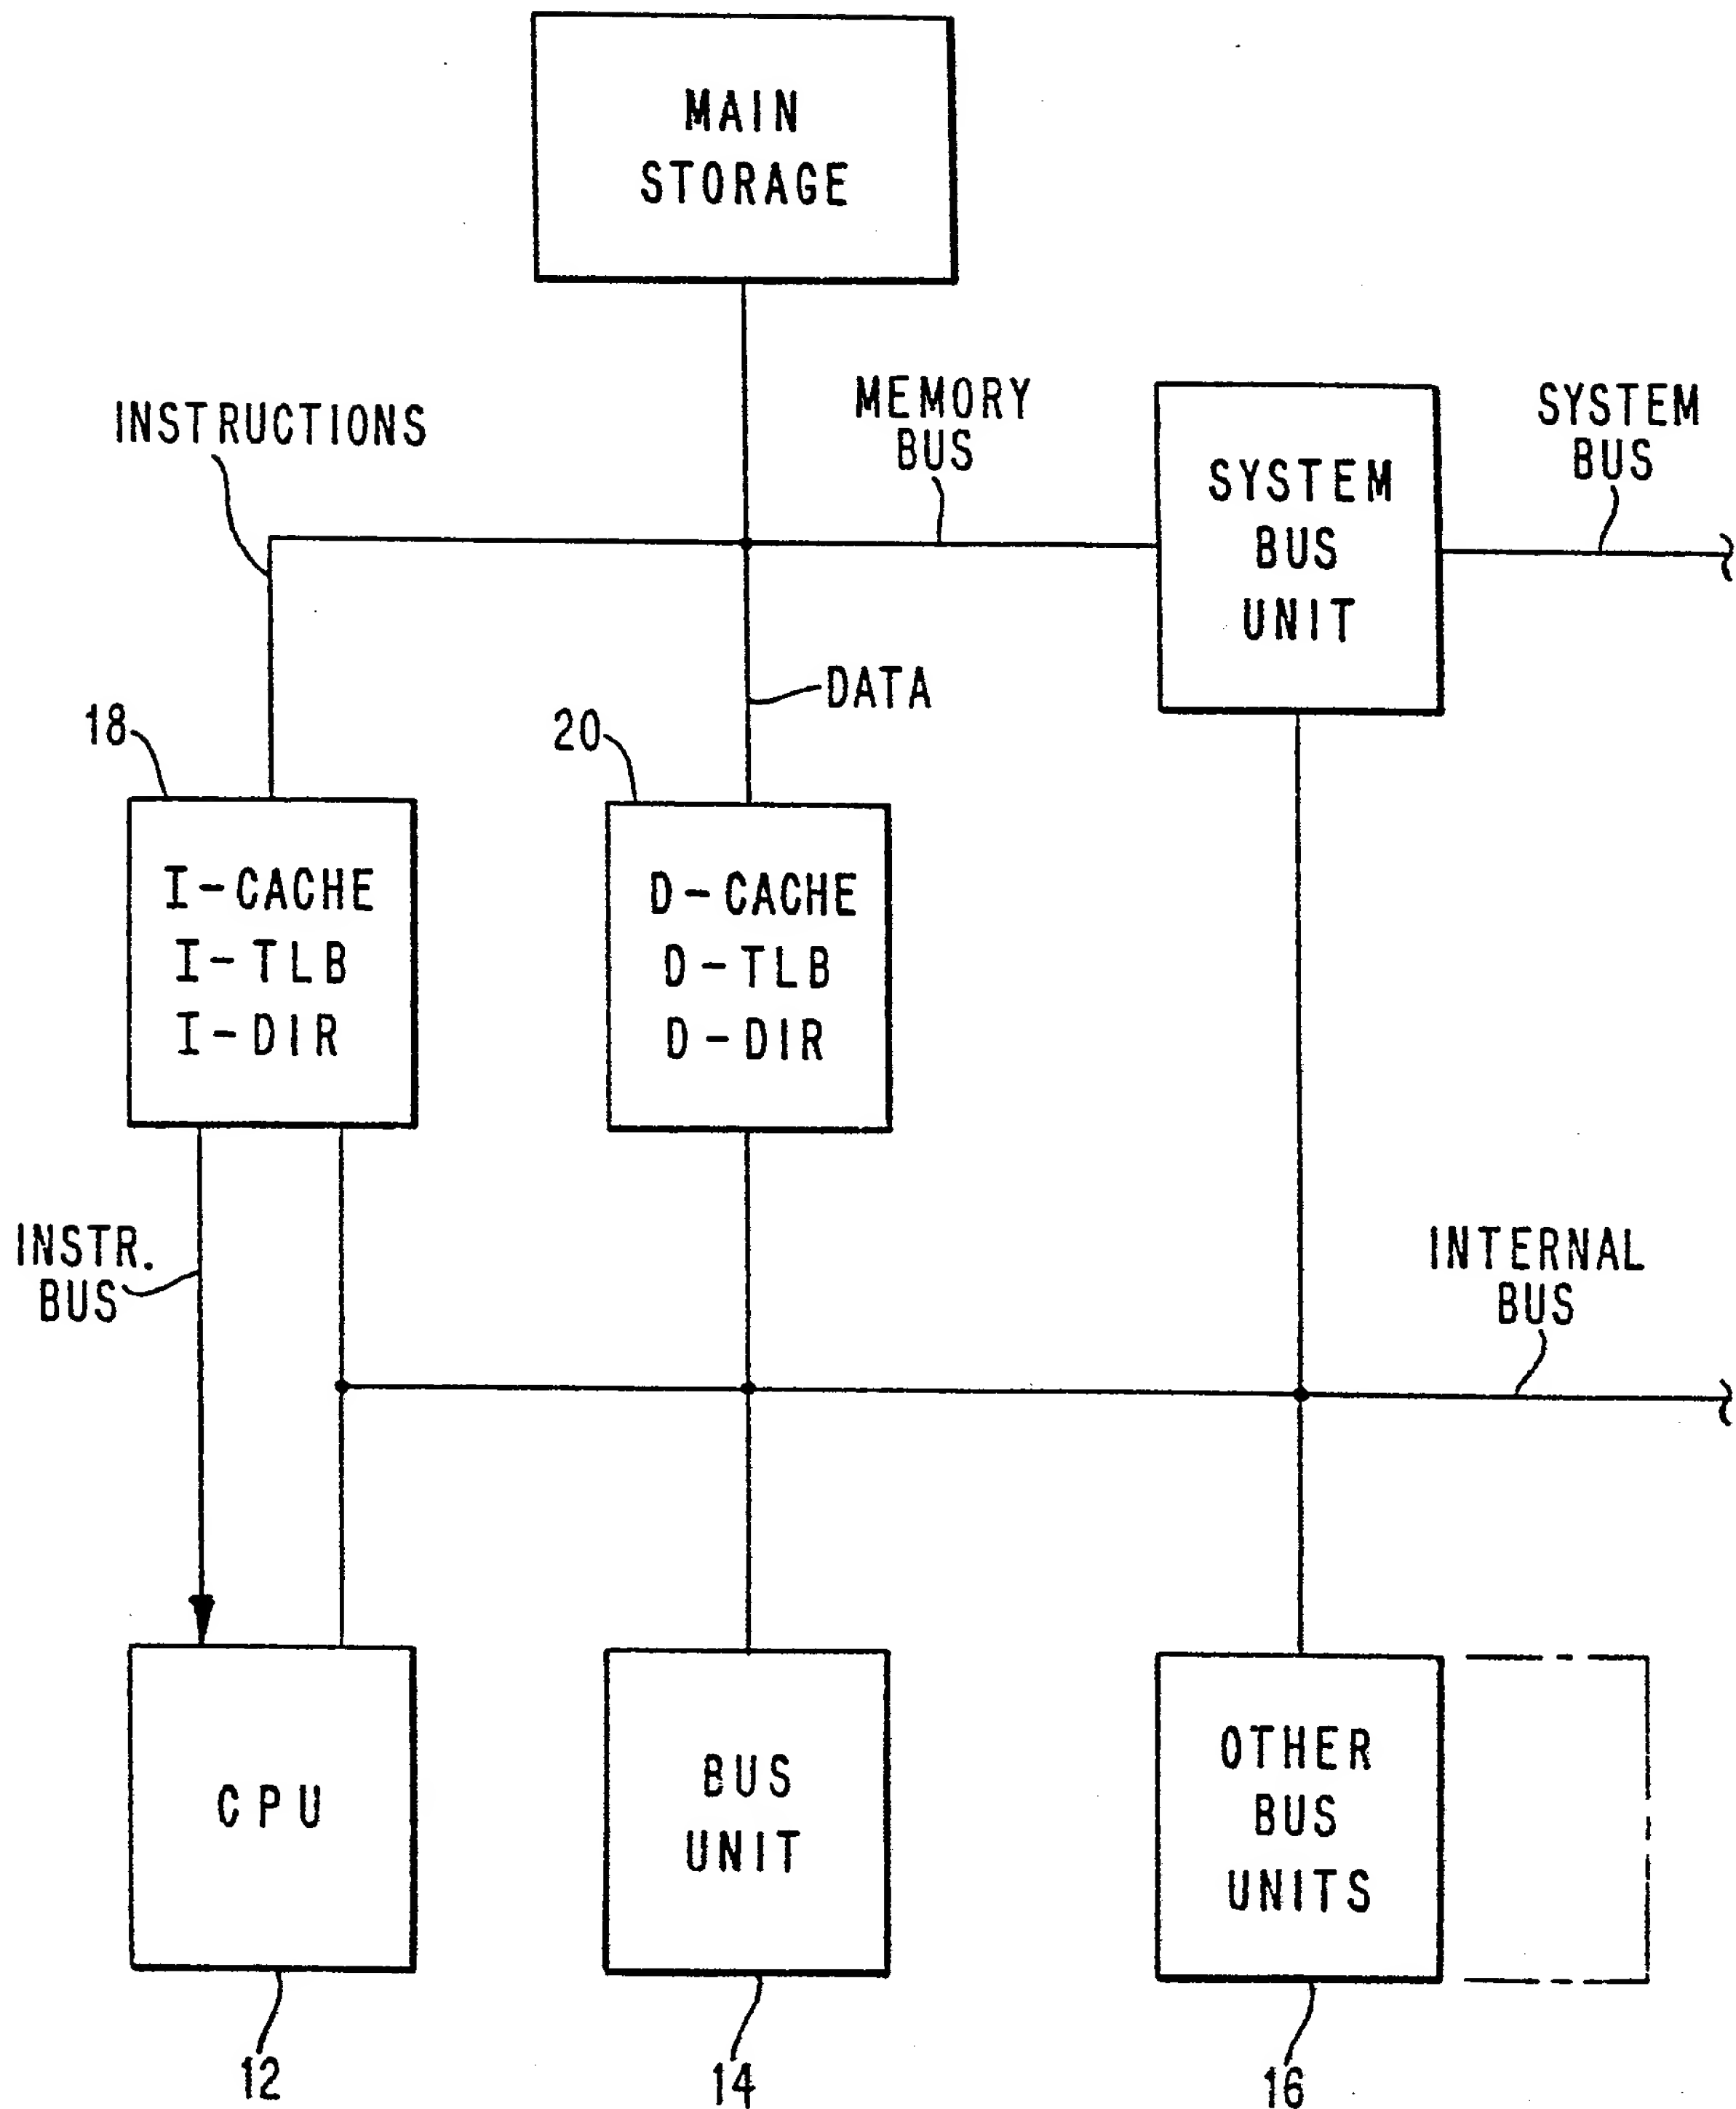 MAIN
STORAGE
INSTRUCTIONS
MEMORY
BUS
SYSTEM
BUS
UNIT
SYSTEM
BUS
DATA
18
20
I-CACHE
I-TLB
I-DIR
D-CACHE
D-TLB
D-DIR
INSTR.
BUS
INTERNAL
BUS
CPU
BUS
UNIT
OTHER
BUS
UNITS
12
14
16